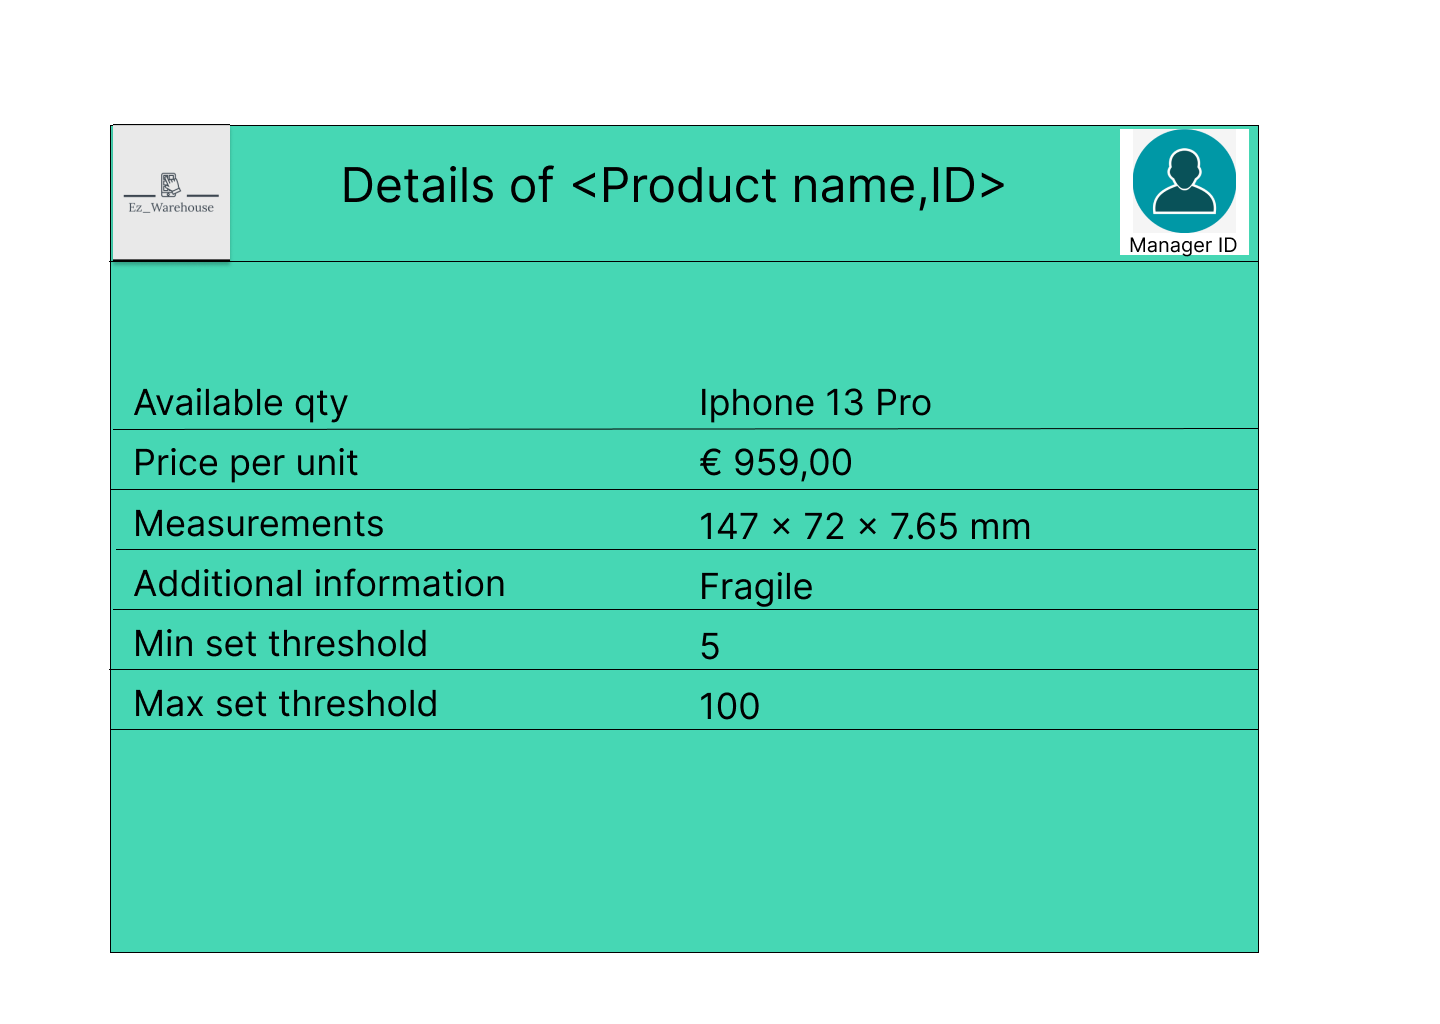 Ez_Warehouse
Details of <Product name,ID>
Manager ID
Available qty Iphone 13 Pro
Price per unit € 959,00
Measurements 147 × 72 × 7.65 mm
Additional information Fragile
Min set threshold 5
Max set threshold 100